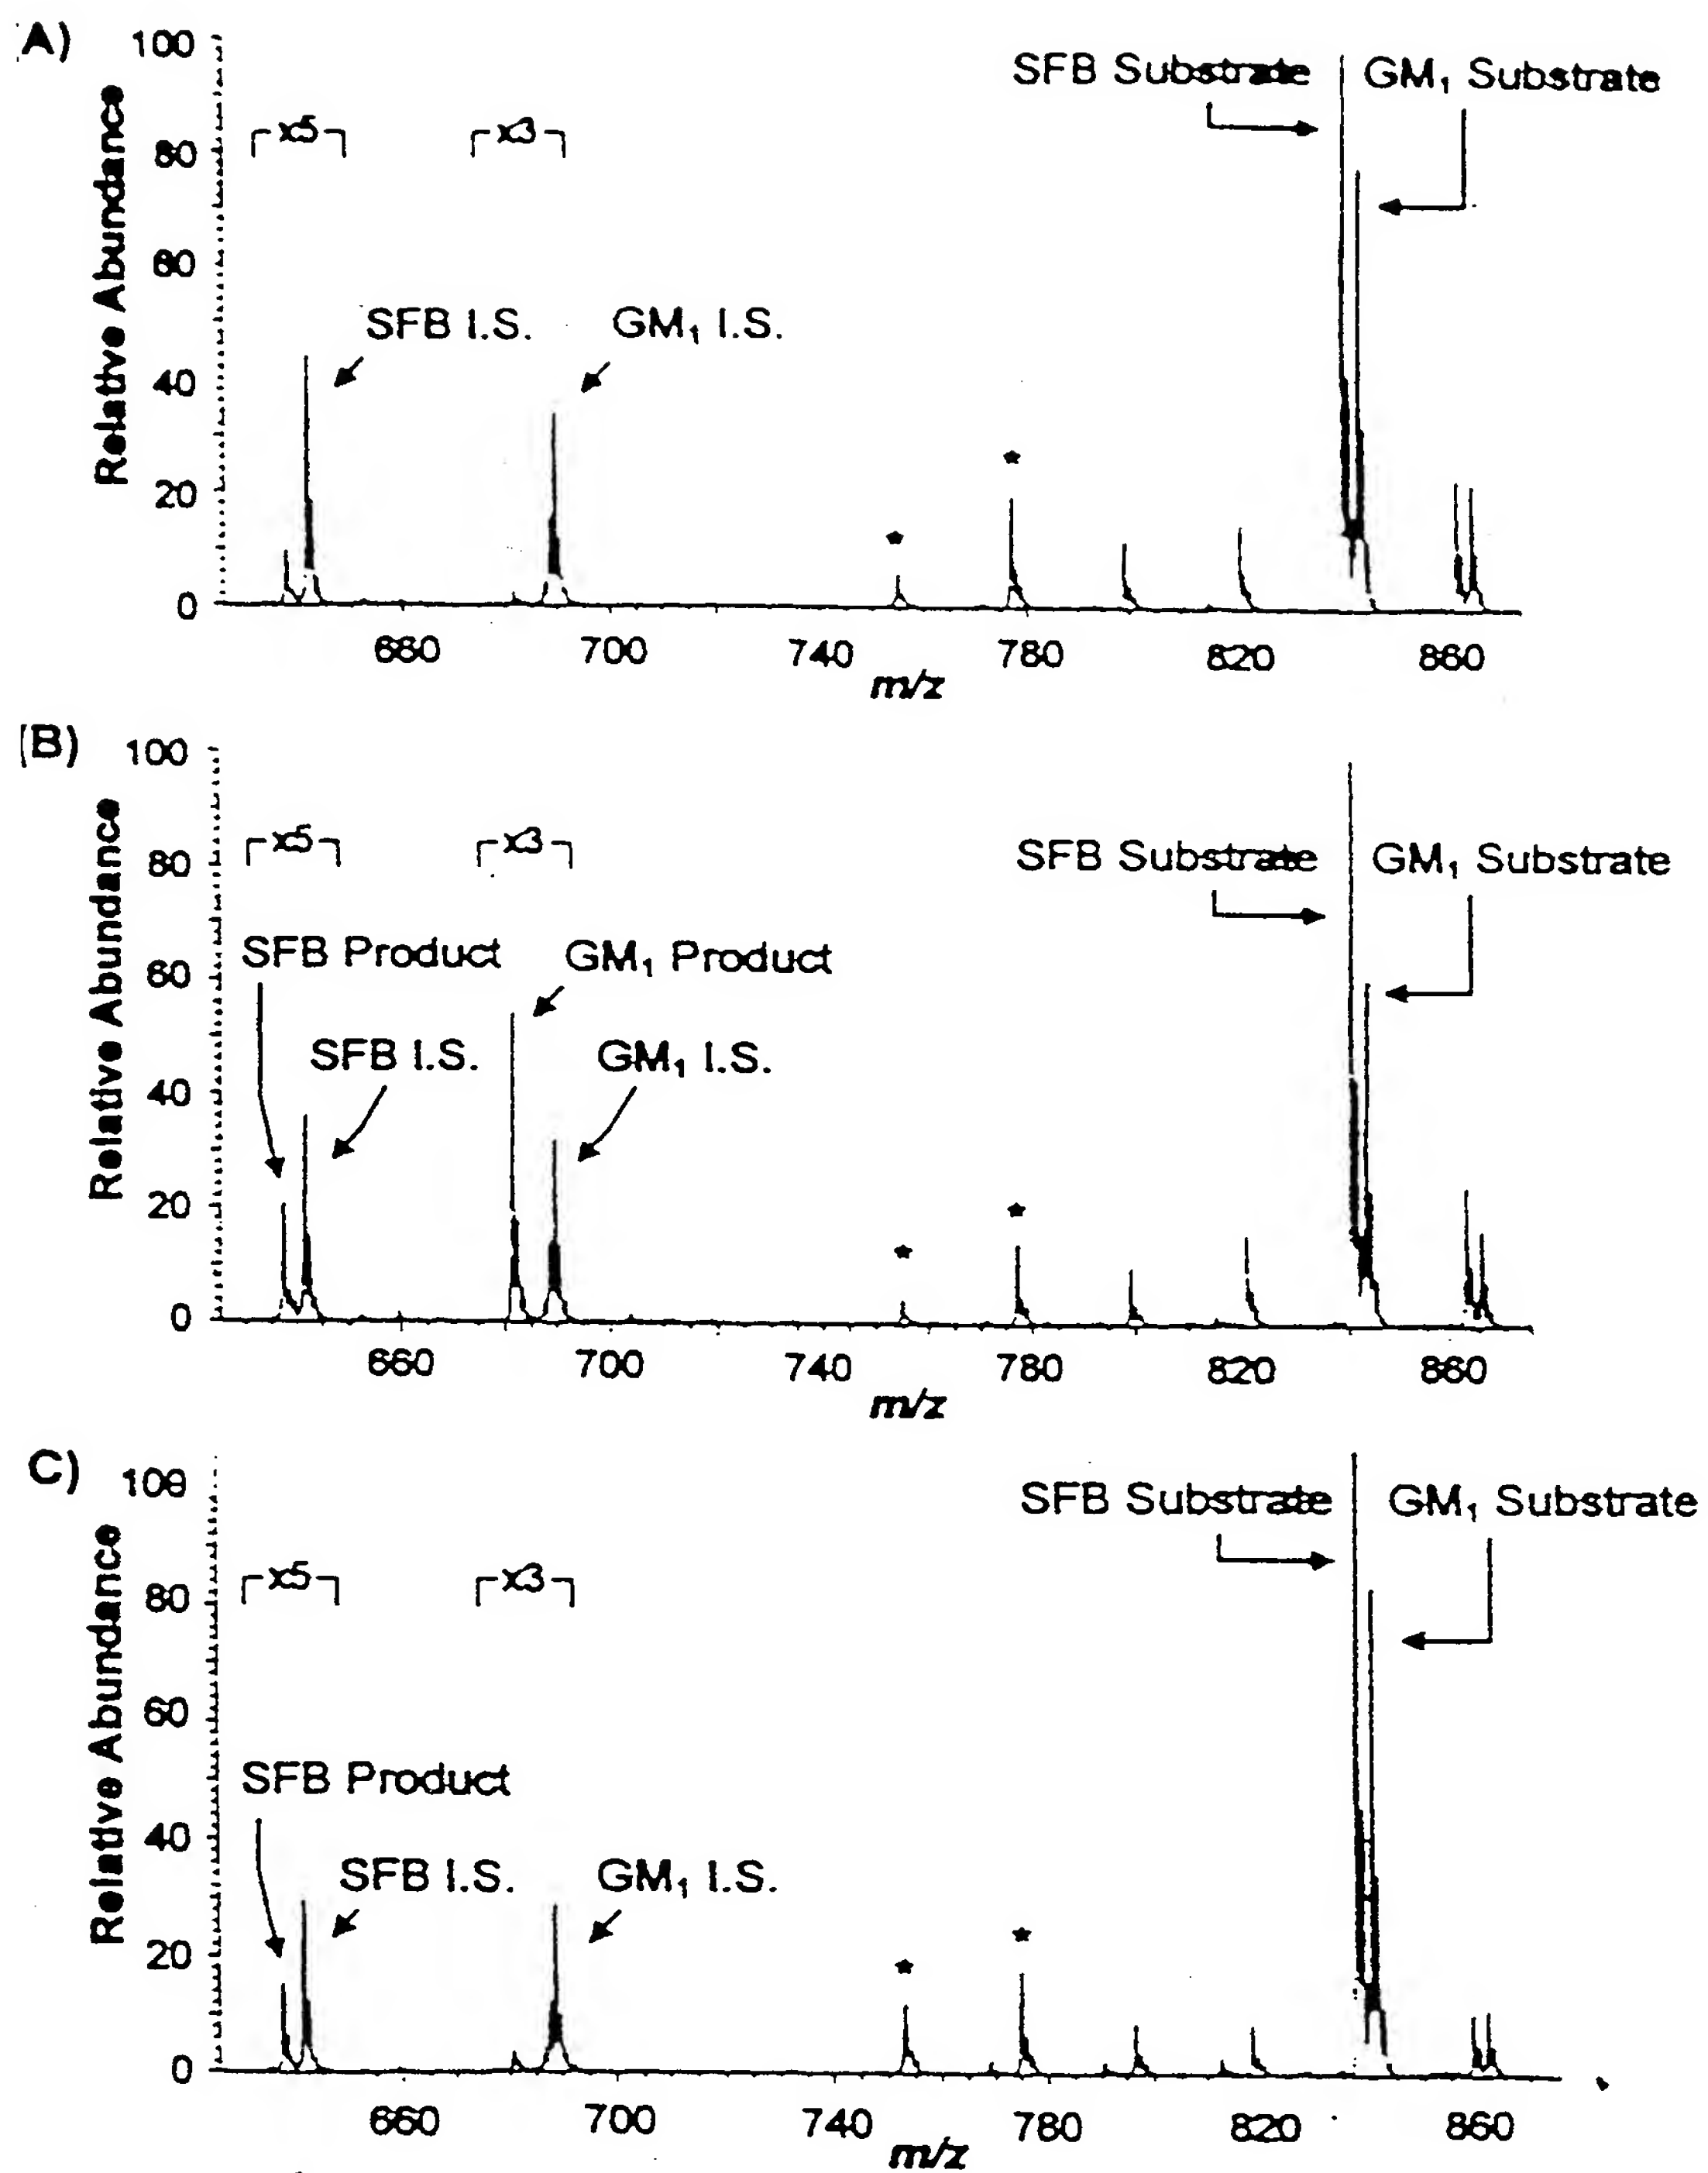 A)
100
80
60
40
20
0
Relative Abundance
x5
x3
SFB Substrate
GM₁ Substrate
SFB I.S.
GM₁ I.S.
*
*
660 700 740 780 820 860
m/z
(B)
100
80
60
40
20
0
Relative Abundance
x5
x3
SFB Substrate
GM₁ Substrate
SFB Product
GM₁ Product
SFB I.S.
GM₁ I.S.
*
*
660 700 740 780 820 860
m/z
C)
100
80
60
40
20
0
Relative Abundance
x5
x3
SFB Substrate
GM₁ Substrate
SFB Product
SFB I.S.
GM₁ I.S.
*
*
660 700 740 780 820 860
m/z